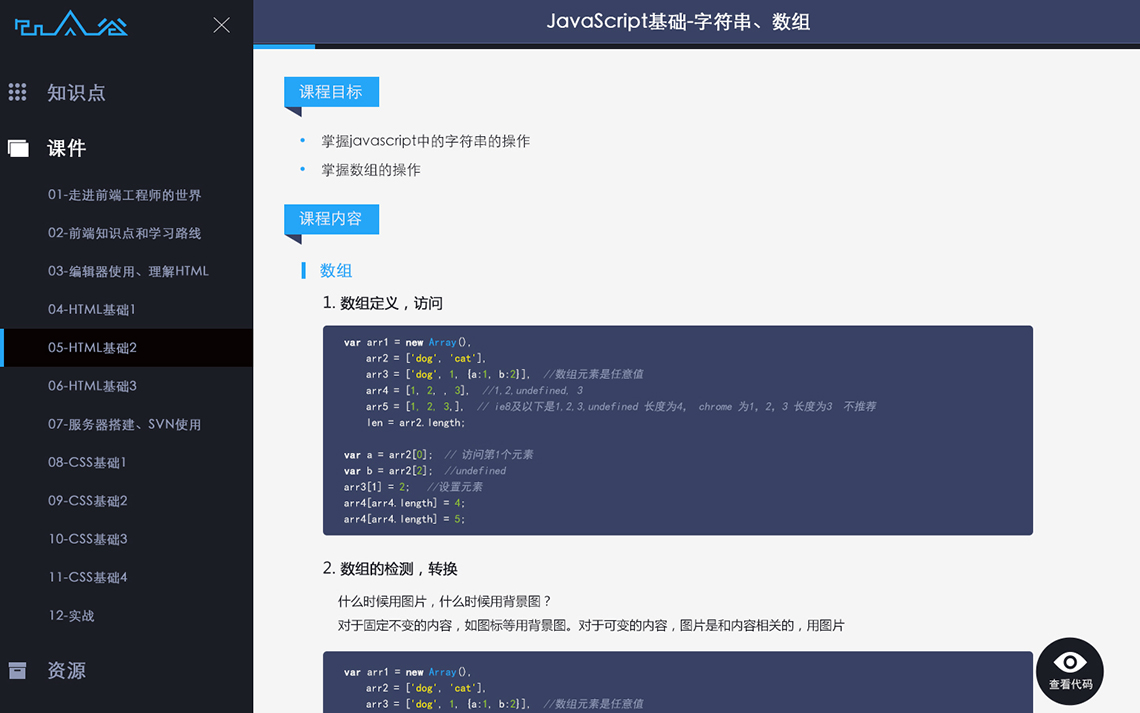 JavaScript基础-字符串、数组
知识点
课件
01-走进前端工程师的世界
02-前端知识点和学习路线
03-编辑器使用、理解HTML
04-HTML基础1
05-HTML基础2
06-HTML基础3
07-服务器搭建、SVN使用
08-CSS基础1
09-CSS基础2
10-CSS基础3
11-CSS基础4
12-实战
资源
课程目标
掌握javascript中的字符串的操作
掌握数组的操作
课程内容
数组
1. 数组定义，访问
var arr1 = new Array(),
arr2 = ['dog', 'cat'],
arr3 = ['dog', 1, {a:1, b:2}], //数组元素是任意值
arr4 = [1, 2, , 3], //1,2,undefined, 3
arr5 = [1, 2, 3,], // ie8及以下是1,2,3,undefined 长度为4， chrome 为1，2，3 长度为3 不推荐
len = arr2.length;
var a = arr2[0]; // 访问第1个元素
var b = arr2[2]; //undefined
arr3[1] = 2; //设置元素
arr4[arr4.length] = 4;
arr4[arr4.length] = 5;
2. 数组的检测，转换
什么时候用图片，什么时候用背景图？
对于固定不变的内容，如图标等用背景图。对于可变的内容，图片是和内容相关的，用图片
var arr1 = new Array(),
arr2 = ['dog', 'cat'],
arr3 = ['dog', 1, {a:1, b:2}], //数组元素是任意值
查看代码